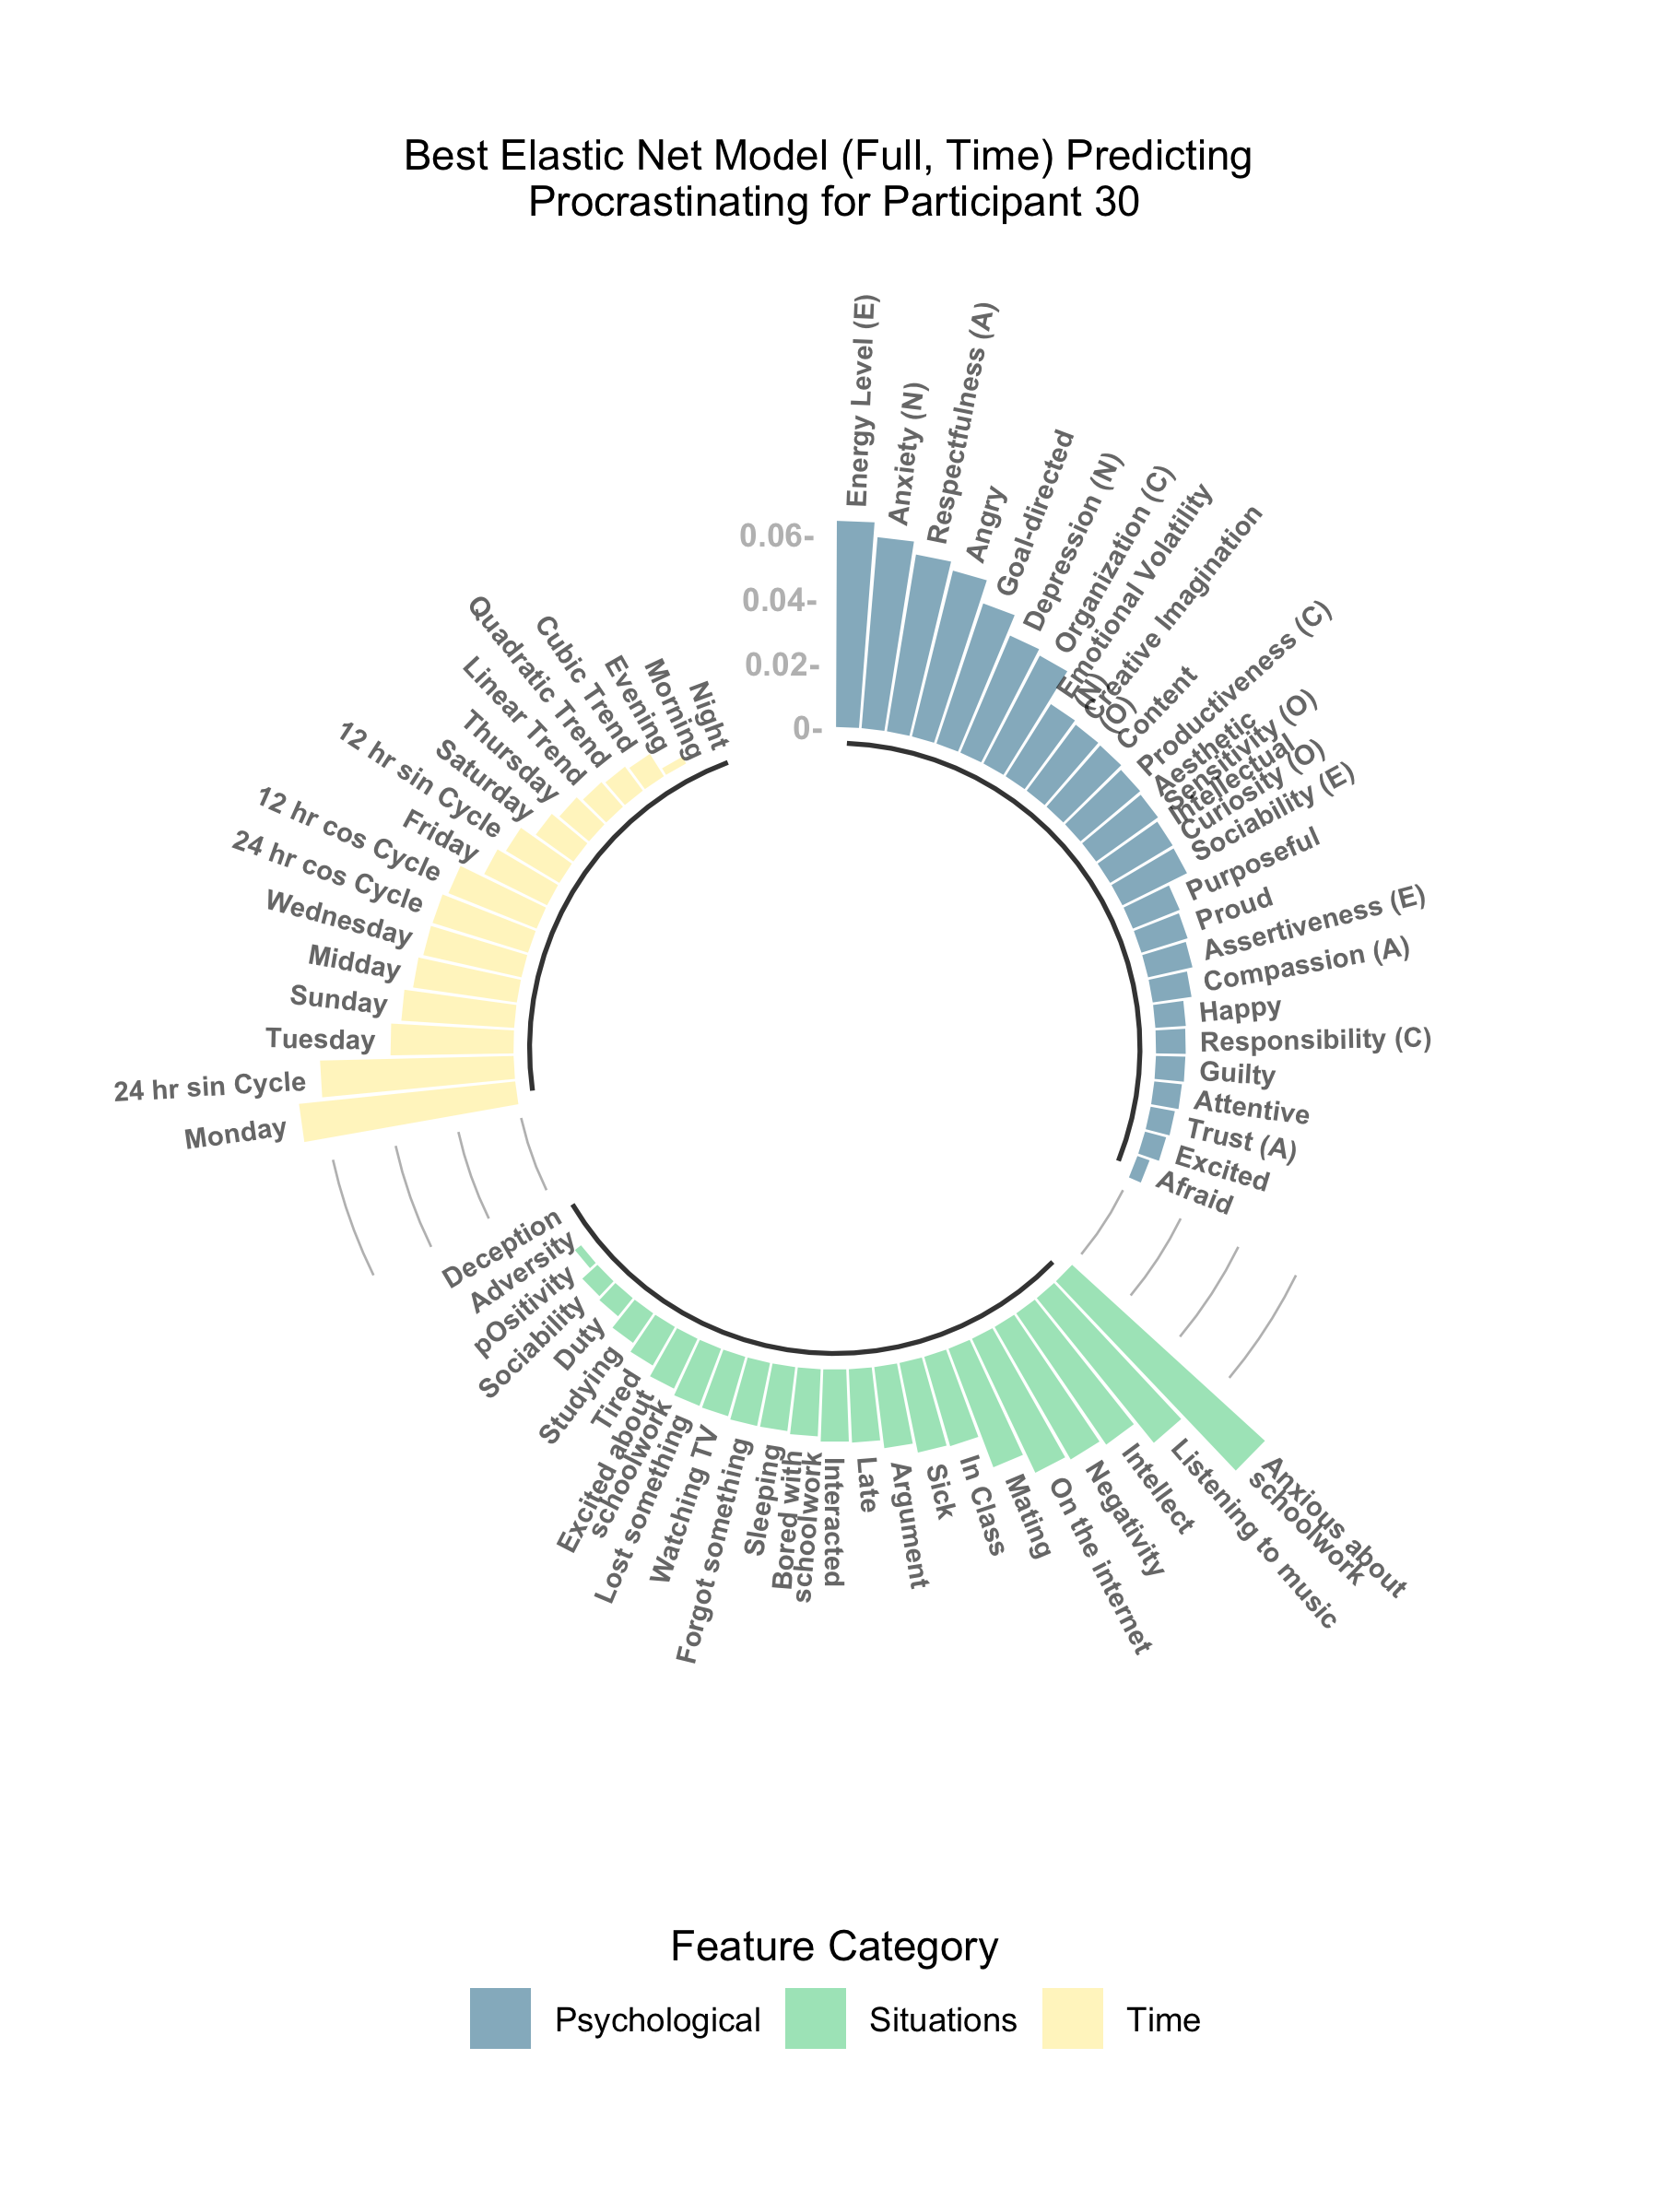 Best Elastic Net Model (Full, Time) Predicting
Procrastinating for Participant 30
0.06-
0.04-
0.02-
0-
Energy Level (E)
Anxiety (N)
Respectfulness (A)
Angry
Goal-directed
Depression (N)
Organization (C)
Emotional Volatility
(N)
Creative Imagination
(O)
Content
Productiveness (C)
Aesthetic
Sensitivity (O)
Intellectual
Curiosity (O)
Sociability (E)
Purposeful
Proud
Assertiveness (E)
Compassion (A)
Happy
Responsibility (C)
Guilty
Attentive
Trust (A)
Excited
Afraid
Anxious about
schoolwork
Listening to music
Intellect
Negativity
On the internet
Mating
In Class
Sick
Argument
Late
Interacted
Bored with
schoolwork
Sleeping
Forgot something
Watching TV
Lost something
Excited about
schoolwork
Tired
Studying
Duty
Sociability
pOsitivity
Adversity
Deception
Monday
24 hr sin Cycle
Tuesday
Sunday
Midday
Wednesday
24 hr cos Cycle
12 hr cos Cycle
Friday
12 hr sin Cycle
Saturday
Thursday
Linear Trend
Quadratic Trend
Cubic Trend
Evening
Morning
Night
Feature Category
Psychological
Situations
Time